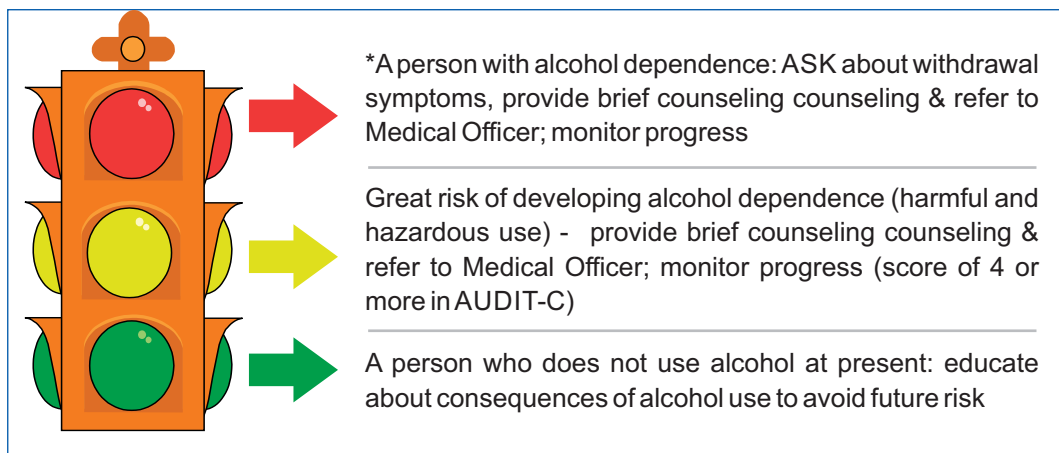 *A person with alcohol dependence: ASK about withdrawal
symptoms, provide brief counseling counseling & refer to
Medical Officer; monitor progress
Great risk of developing alcohol dependence (harmful and
hazardous use) - provide brief counseling counseling &
refer to Medical Officer; monitor progress (score of 4 or
more in AUDIT-C)
A person who does not use alcohol at present: educate
about consequences of alcohol use to avoid future risk